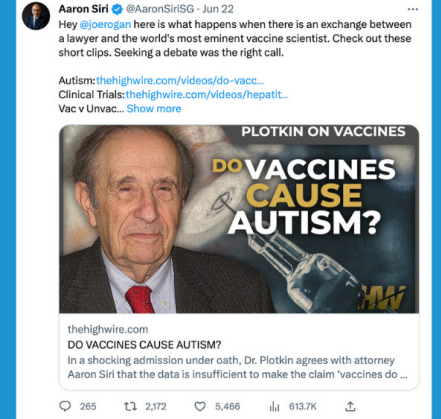 Aaron Siri @AaronSiriSG · Jun 22
Hey @joerogan here is what happens when there is an exchange between
a lawyer and the world's most eminent vaccine scientist. Check out these
short clips. Seeking a debate was the right call.
Autism:thehighwire.com/videos/do-vacc...
Clinical Trials:thehighwire.com/videos/hepatit...
Vac v Unvac... Show more
PLOTKIN ON VACCINES
DO VACCINES
CAUSE
AUTISM?
HW
thehighwire.com
DO VACCINES CAUSE AUTISM?
In a shocking admission under oath, Dr. Plotkin agrees with attorney
Aaron Siri that the data is insufficient to make the claim 'vaccines do ...
265 2,172 5,466 613.7K